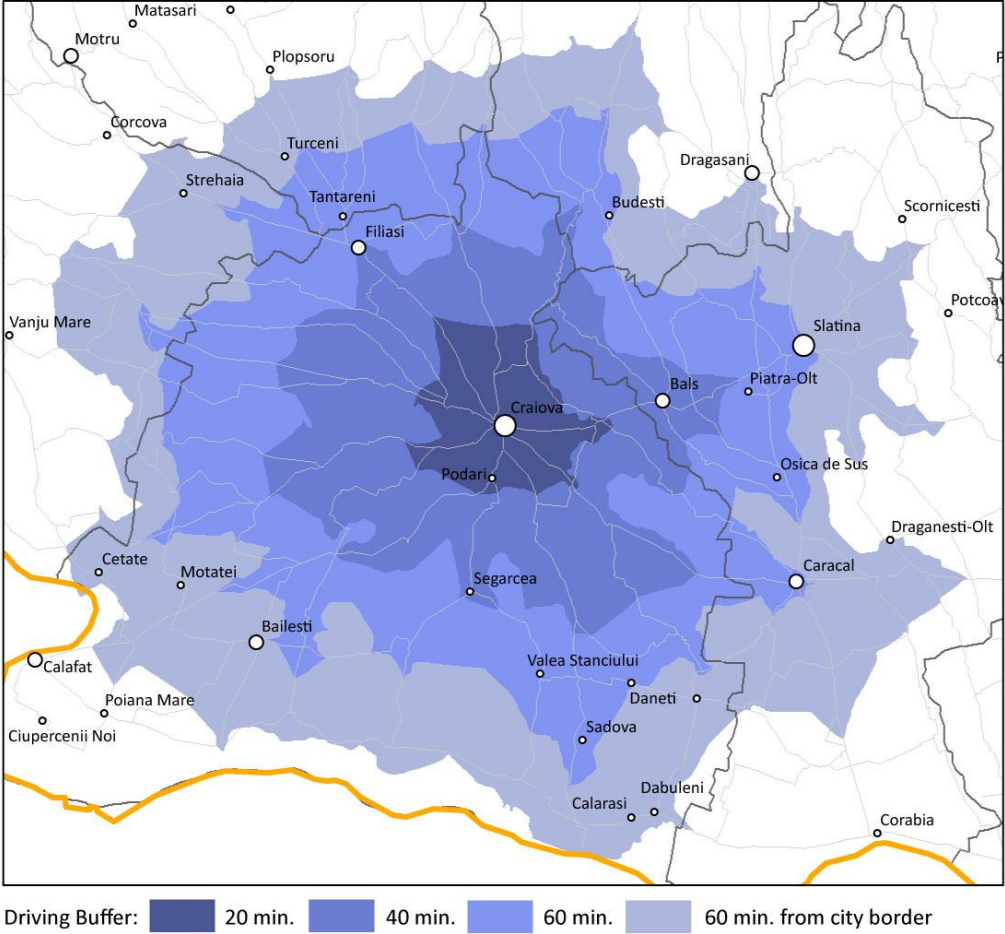 Matasari
Motru
Plopsoru
Corcova
Turceni
Dragasani
Strehaia
Tantareni
Budesti
Scornicesti
Filiasi
Potcoav
Vanju Mare
Slatina
Bals
Piatra-Olt
Craiova
Podari
Osica de Sus
Draganesti-Olt
Cetate
Motatei
Segarcea
Caracal
Bailesti
Calafat
Valea Stanciului
Daneti
Poiana Mare
Ciupercenii Noi
Sadova
Dabuleni
Calarasi
Corabia
Driving Buffer: 20 min. 40 min. 60 min. 60 min. from city border